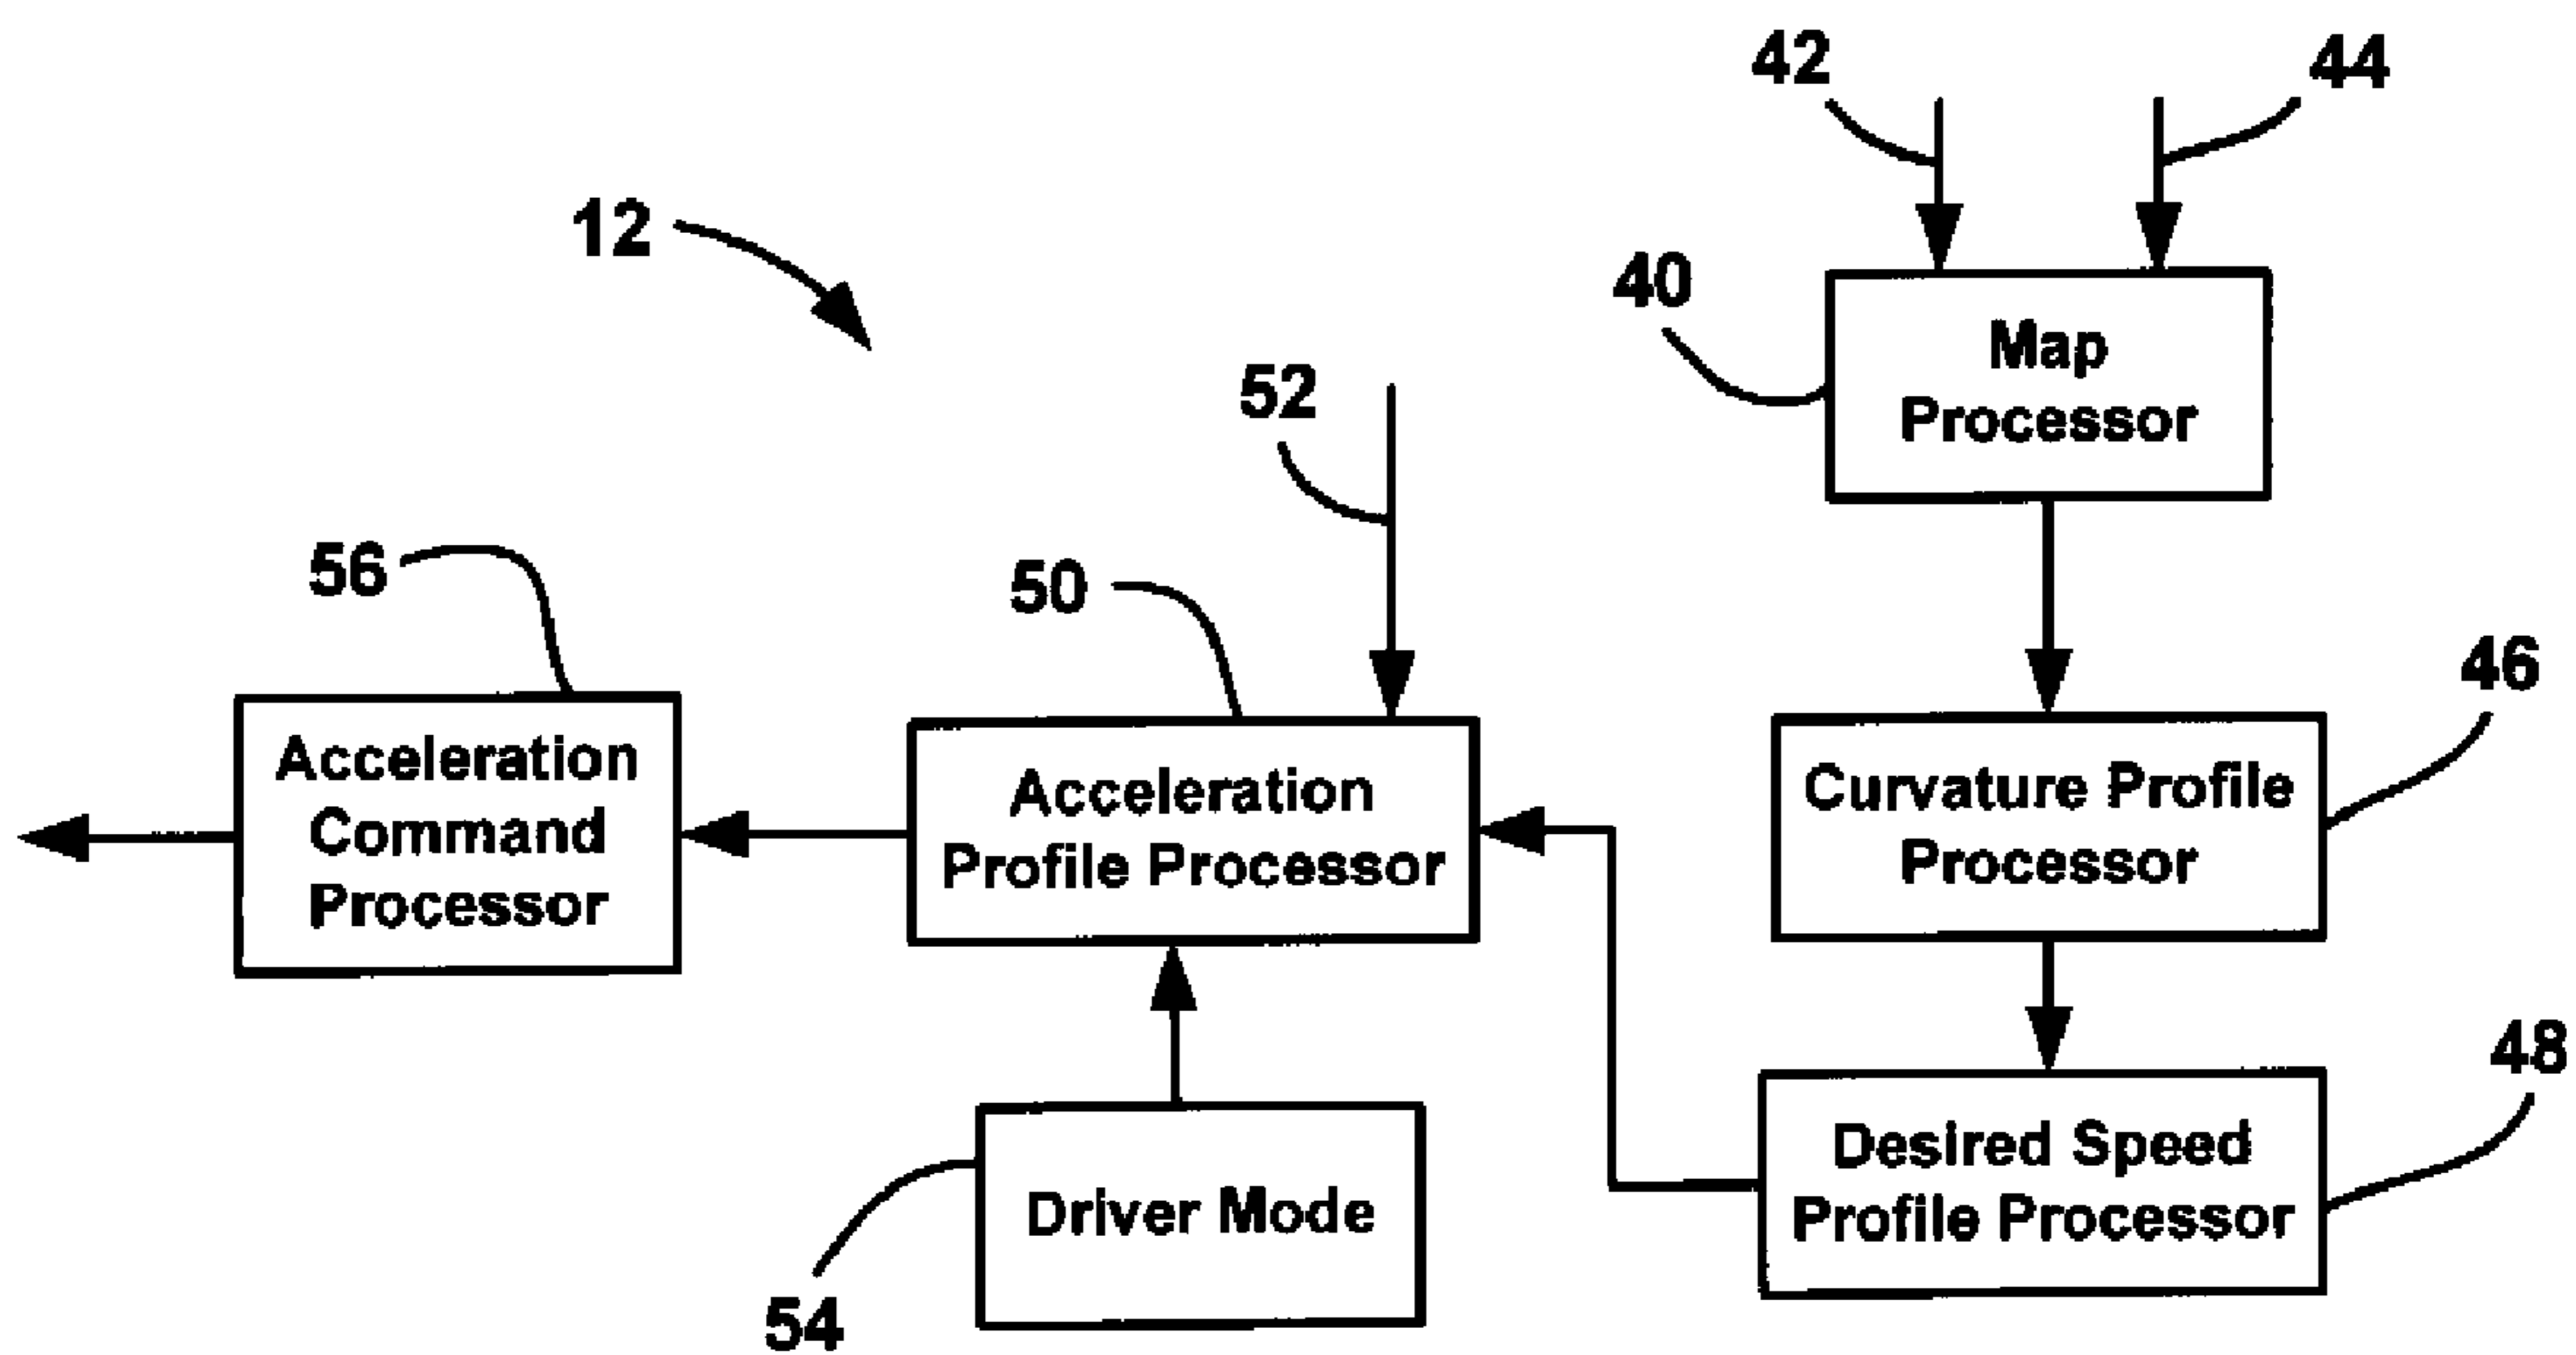 42
44
12
40
Map
Processor
52
56
50
46
Acceleration
Command
Processor
Acceleration
Profile Processor
Curvature Profile
Processor
48
Driver Mode
Desired Speed
Profile Processor
54